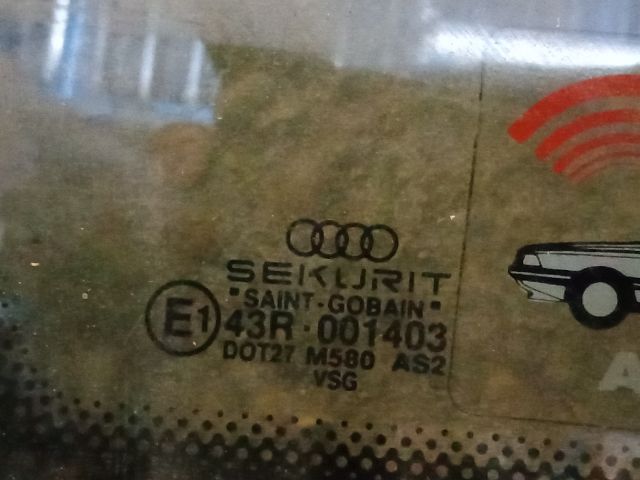 SEKURIT
"SAINT-GOBAIN"
E1 43R-001403
DOT27 M580 AS2
VSG
A